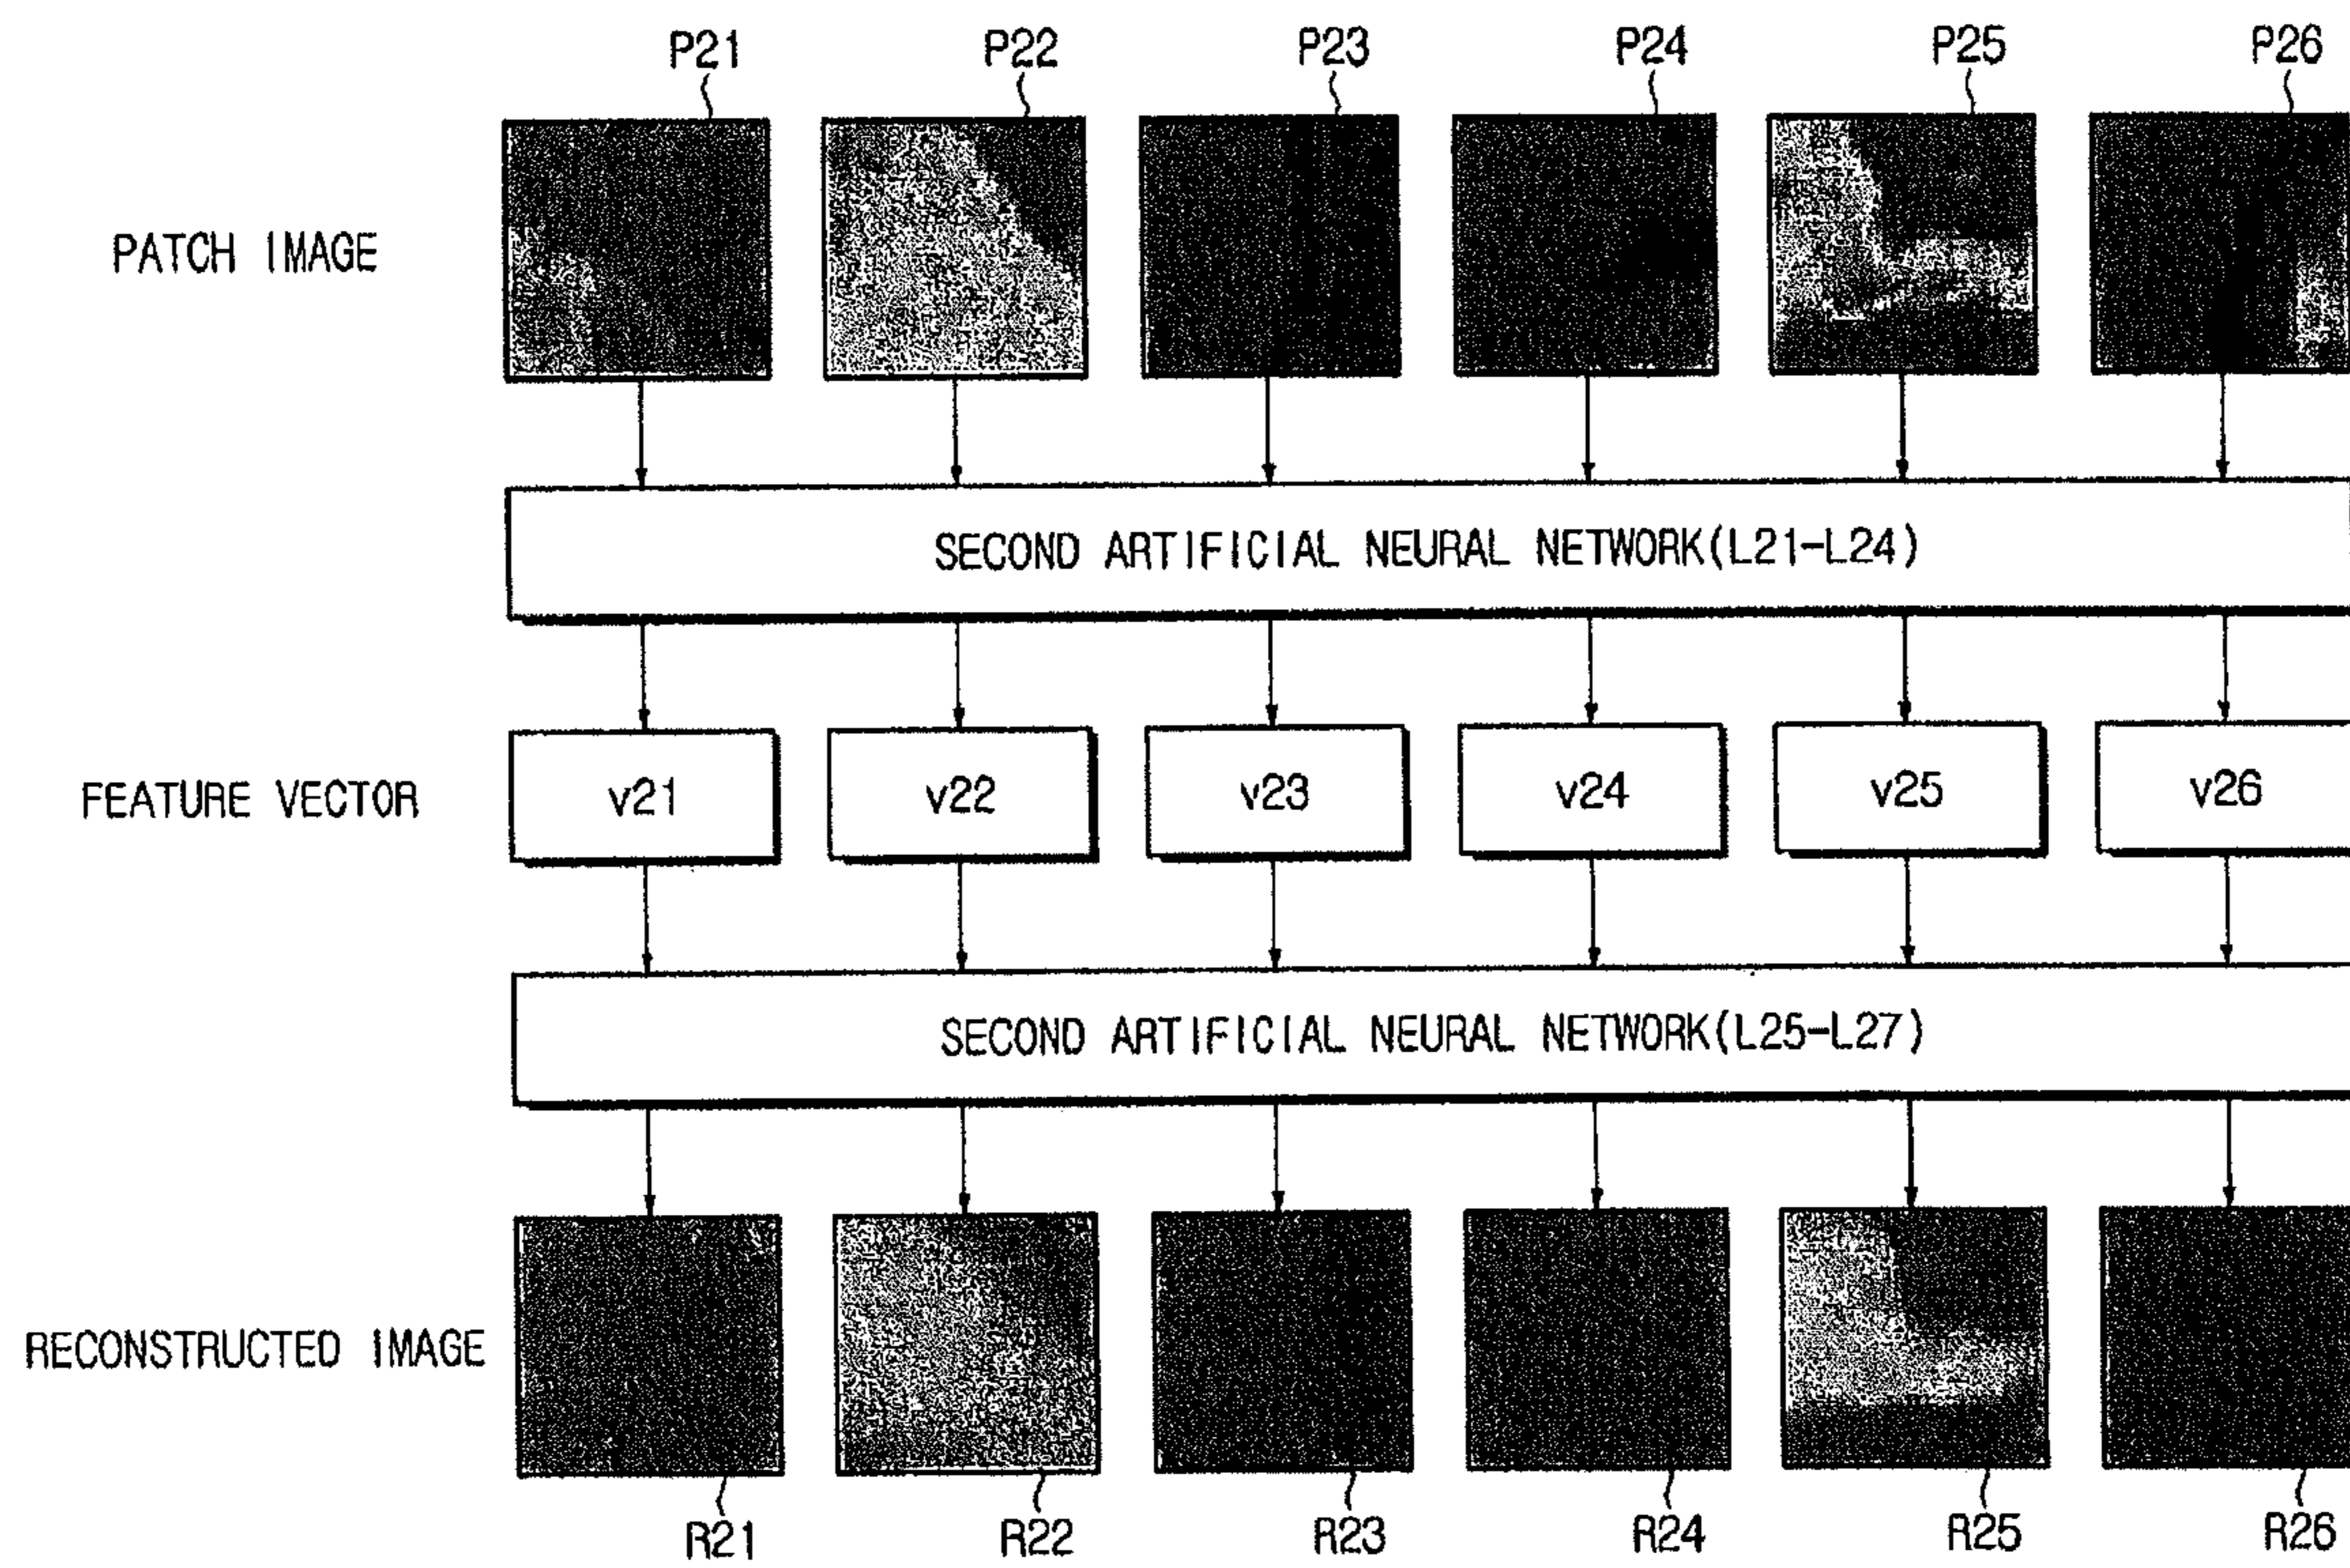 P21 P22 P23 P24 P25 P26
PATCH IMAGE
SECOND ARTIFICIAL NEURAL NETWORK(L21-L24)
FEATURE VECTOR v21 v22 v23 v24 v25 v26
SECOND ARTIFICIAL NEURAL NETWORK(L25-L27)
RECONSTRUCTED IMAGE
R21 R22 R23 R24 R25 R26